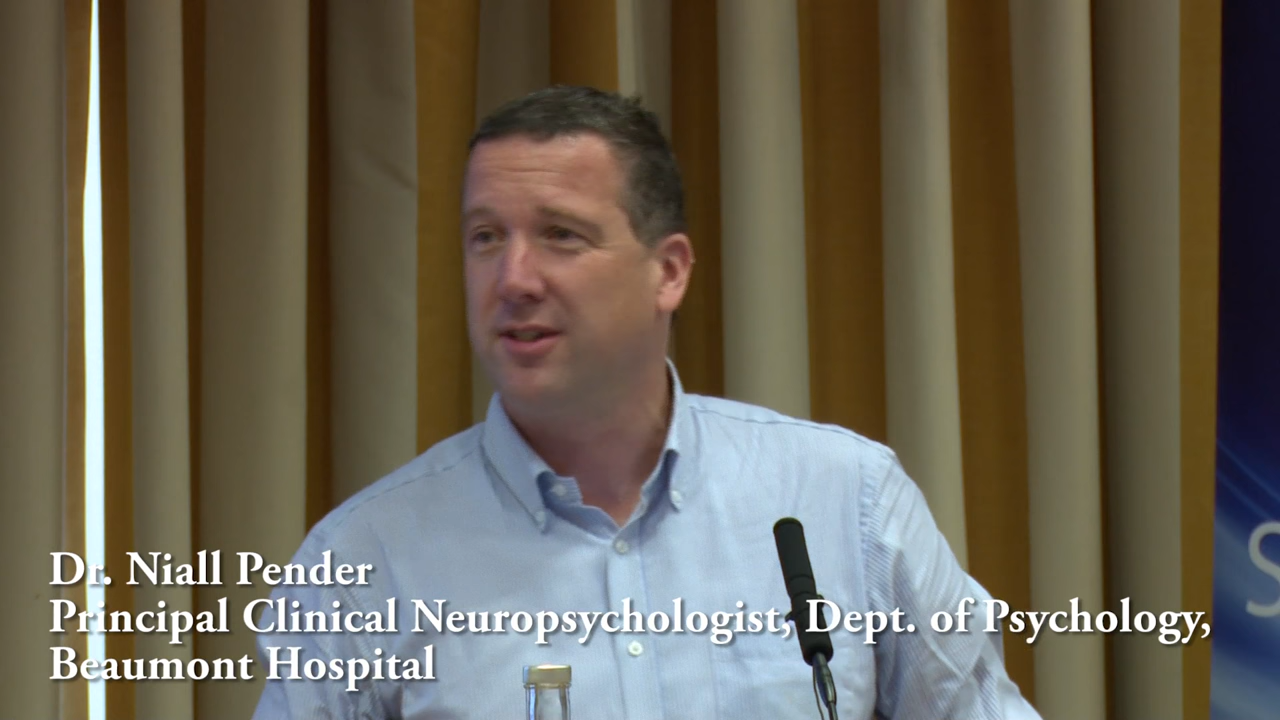 Dr. Niall Pender
Principal Clinical Neuropsychologist, Dept. of Psychology,
Beaumont Hospital
S